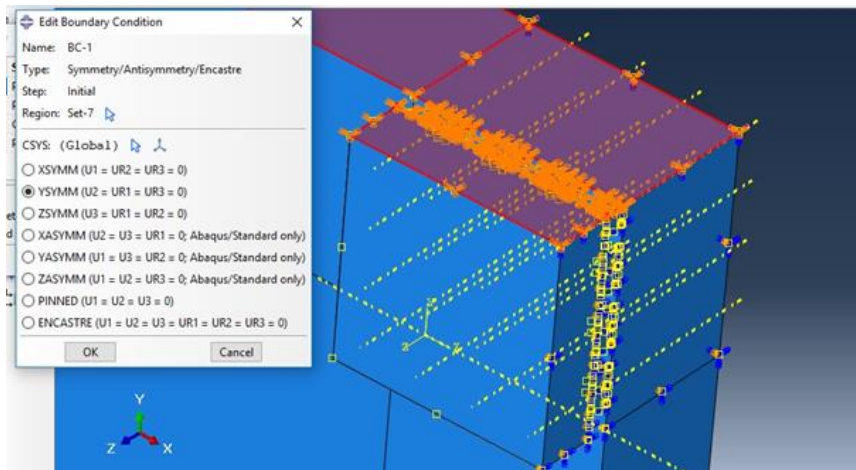 Edit Boundary Condition
Name: BC-1
Type: Symmetry/Antisymmetry/Encastre
Step: Initial
Region: Set-7
CSYS: (Global)
XSYMM (U1 = UR2 = UR3 = 0)
YSYMM (U2 = UR1 = UR3 = 0)
ZSYMM (U3 = UR1 = UR2 = 0)
XASYMM (U2 = U3 = UR1 = 0; Abaqus/Standard only)
YASYMM (U1 = U3 = UR2 = 0; Abaqus/Standard only)
ZASYMM (U1 = U2 = UR3 = 0; Abaqus/Standard only)
PINNED (U1 = U2 = U3 = 0)
ENCASTRE (U1 = U2 = U3 = UR1 = UR2 = UR3 = 0)
OK Cancel
Y
Z X